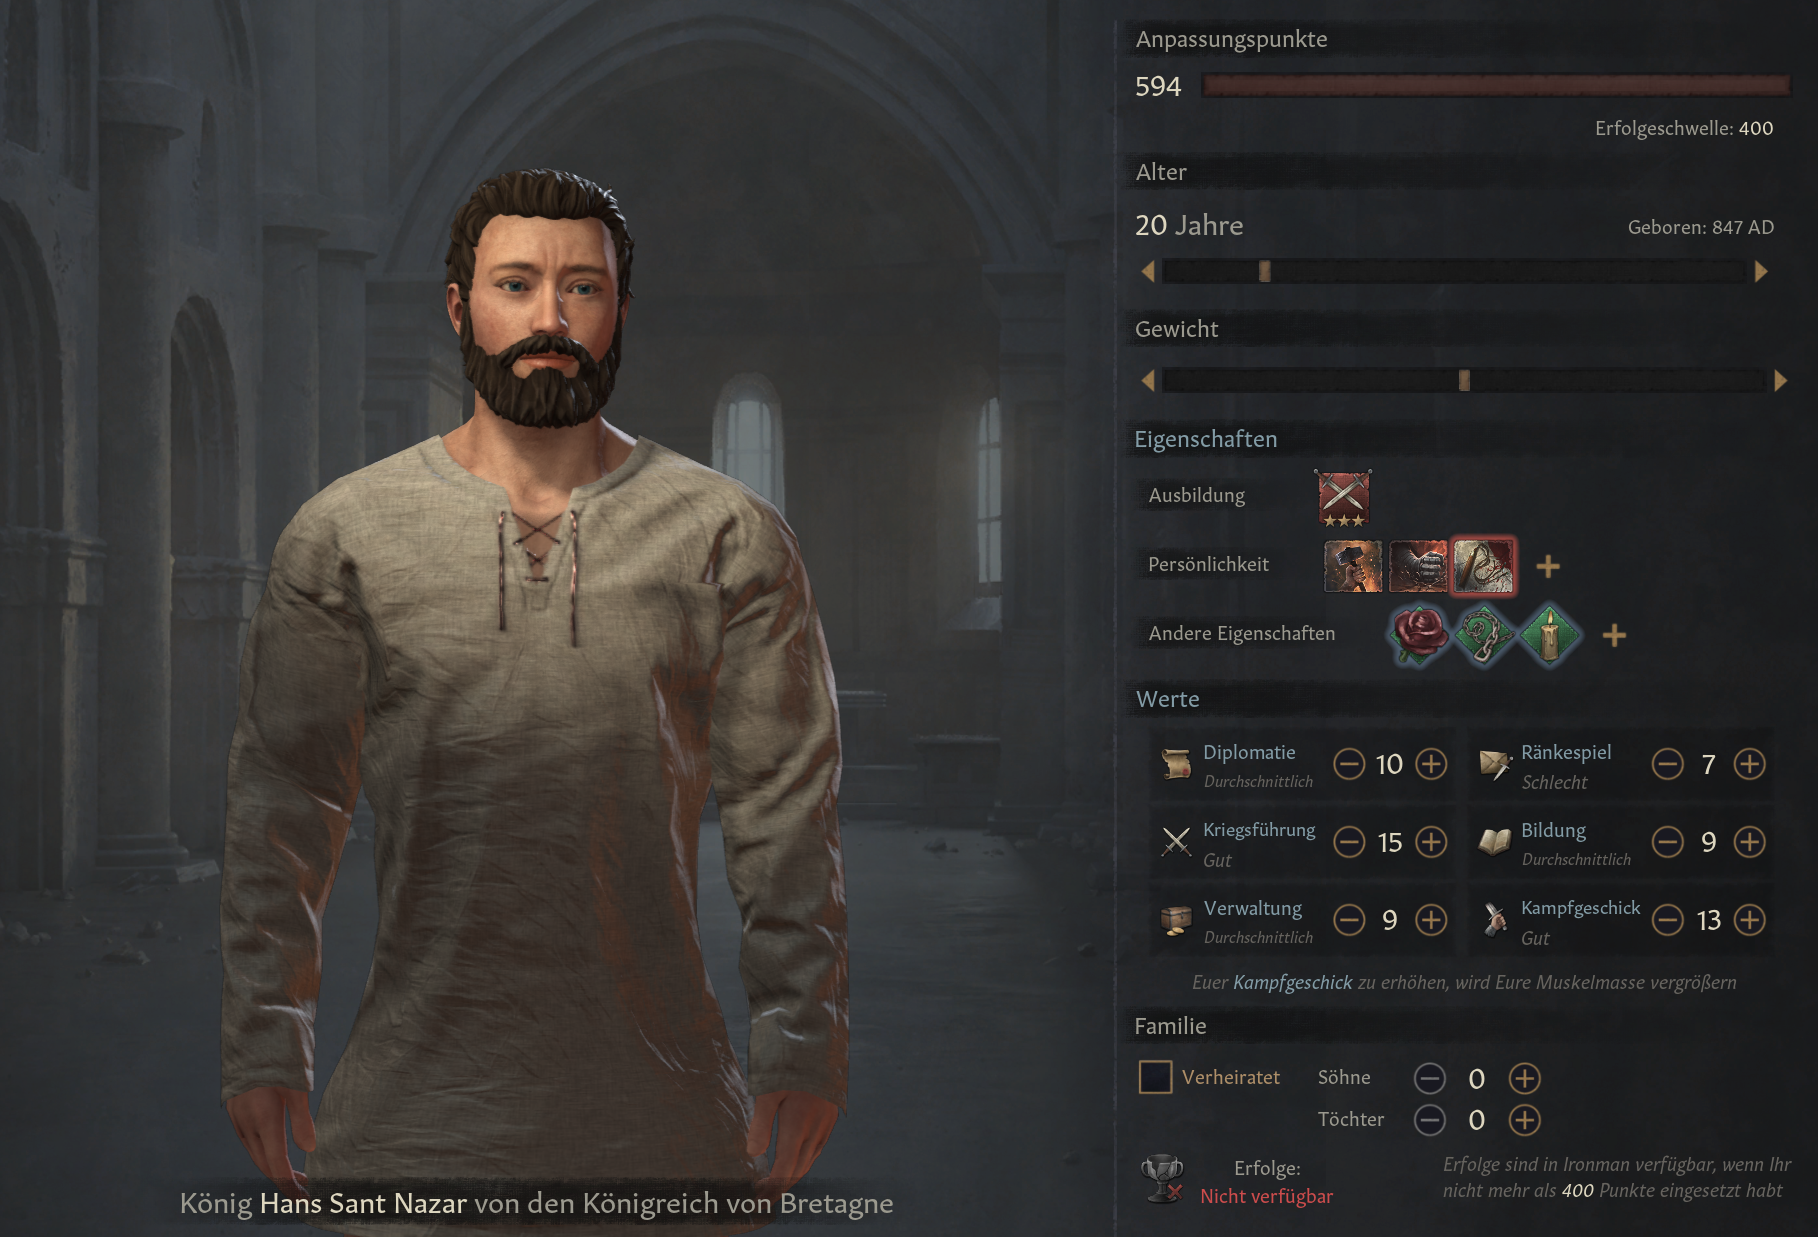 Anpassungspunkte
594
Erfolgeschwelle: 400
Alter
20 Jahre
Geboren: 847 AD
Gewicht
Eigenschaften
Ausbildung
Persönlichkeit
Andere Eigenschaften
Werte
Diplomatie
Durchschnittlich
10
Ränkespiel
Schlecht
7
Kriegsführung
Gut
15
Bildung
Durchschnittlich
9
Verwaltung
Durchschnittlich
9
Kampfgeschick
Gut
13
Euer Kampfgeschick zu erhöhen, wird Eure Muskelmasse vergrößern
Familie
Verheiratet
Söhne
0
Töchter
0
Erfolge:
Nicht verfügbar
Erfolge sind in Ironman verfügbar, wenn Ihr
nicht mehr als 400 Punkte eingesetzt habt
König Hans Sant Nazar von den Königreich von Bretagne